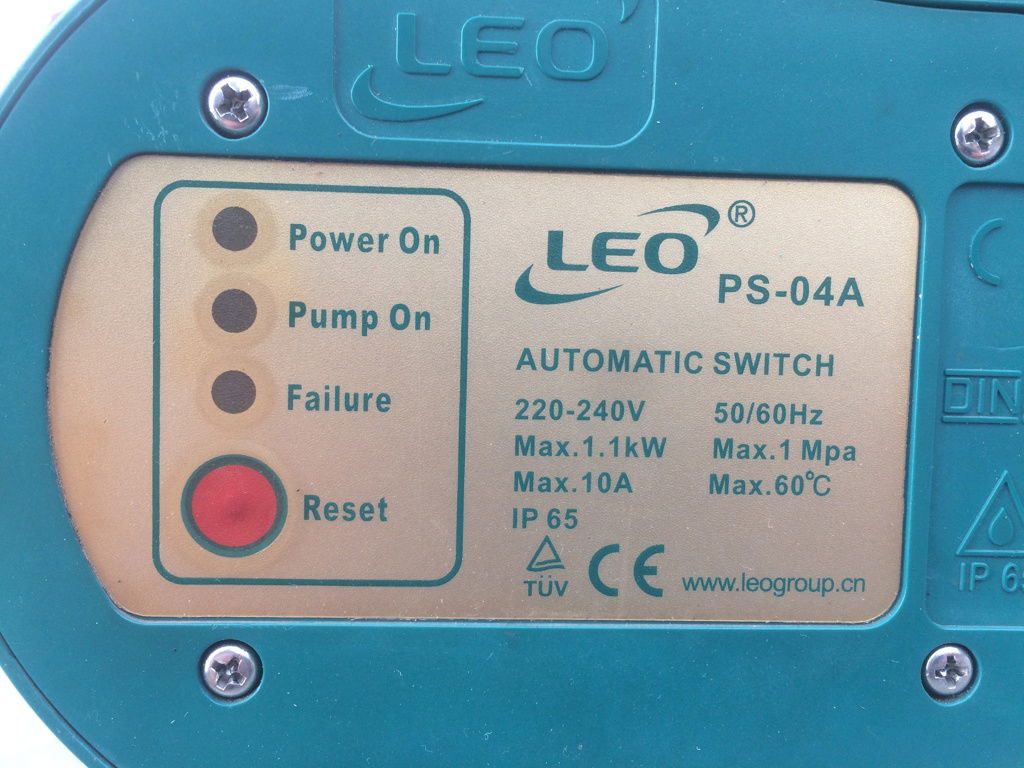 LEO
Power On
Pump On
Failure
Reset
LEO®
PS-04A
AUTOMATIC SWITCH
220-240V 50/60Hz
Max.1.1kW Max.1 Mpa
Max.10A Max.60℃
IP 65
TÜV CE www.leogroup.cn
DIN
IP 65